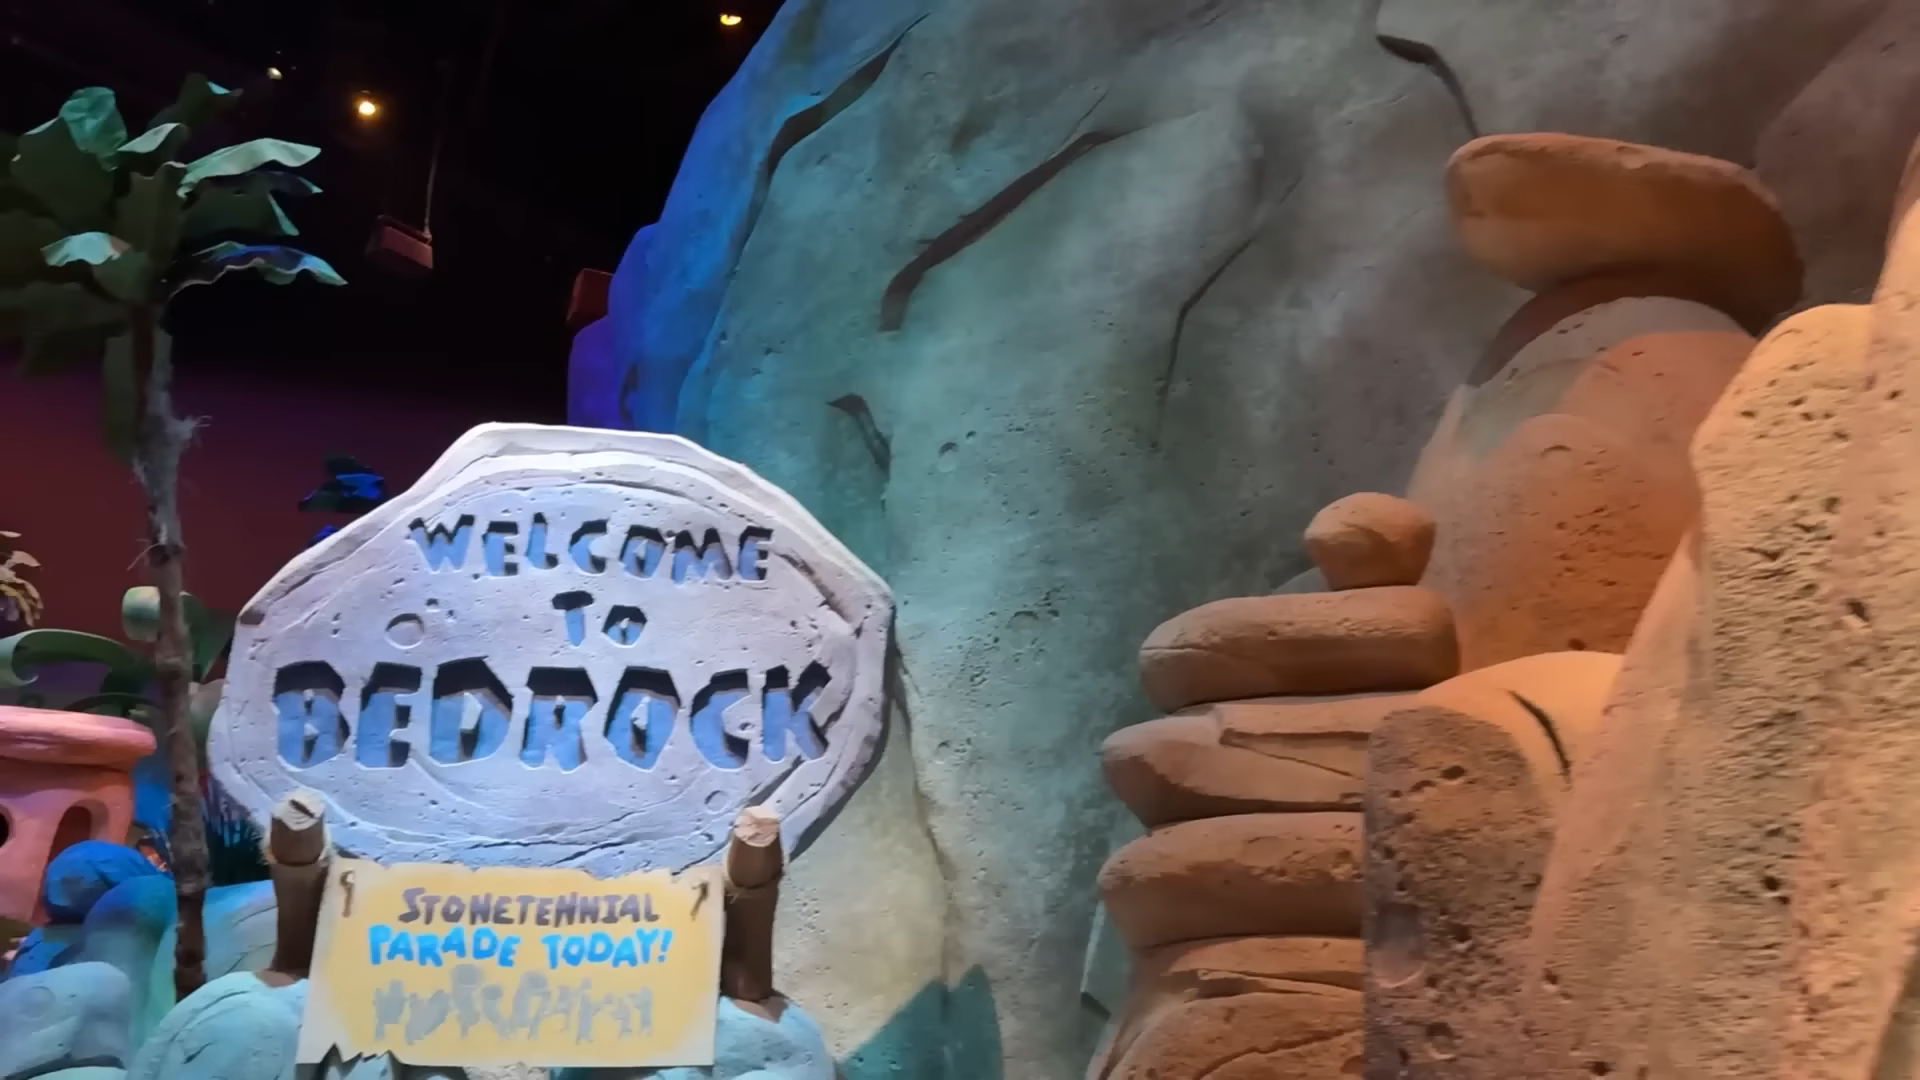 WELCOME
TO
BEDROCK
STONETENNIAL
PARADE TODAY!